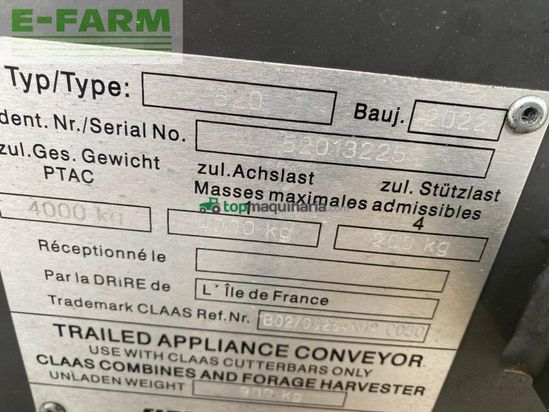 E-FARM
Typ/Type: 520 Bauj. 2022
dent. Nr./Serial No. 52013225
zul.Ges.Gewicht zul.Achslast zul. Stützlast
PTAC Masses maximales admissibles
1 4
4000 kg 4000 kg 200 kg
topmaquinaria.com
Réceptionné le
Par la DRiRE de L´Île de France
Trademark CLAAS Ref.Nr.
TRAILED APPLIANCE CONVEYOR
USE WITH CLAAS CUTTERBARS ONLY
CLAAS COMBINES AND FORAGE HARVESTER
UNLADEN WEIGHT